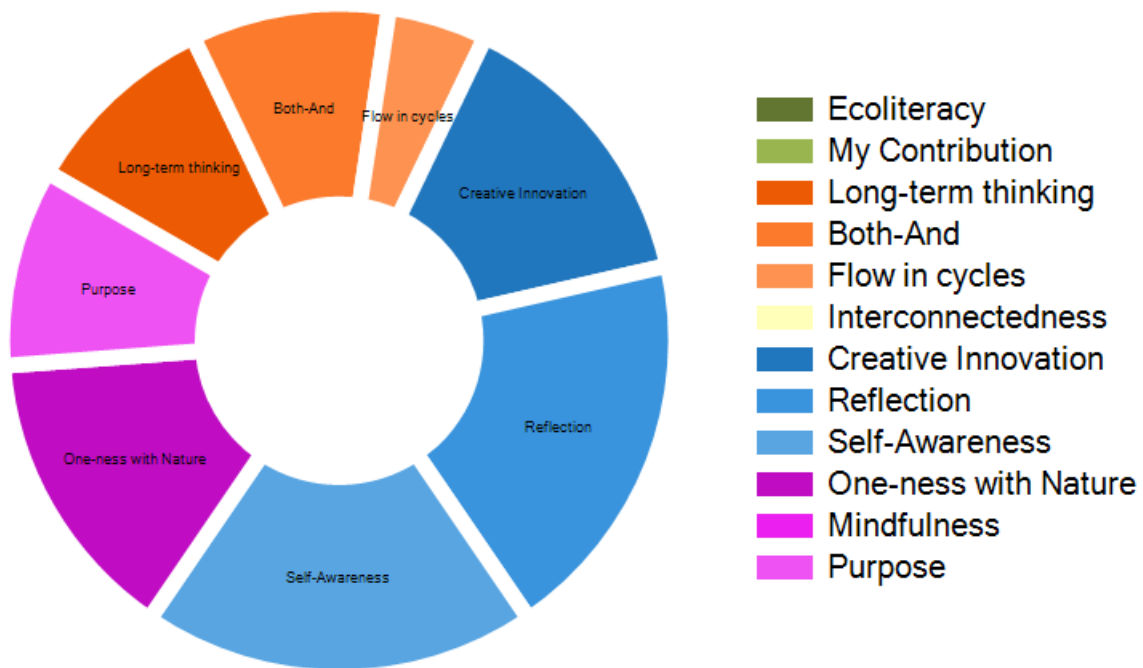 Both-And
Flow in cycles
Long-term thinking
Creative Innovation
Purpose
Reflection
One-ness with Nature
Self-Awareness
Ecoliteracy
My Contribution
Long-term thinking
Both-And
Flow in cycles
Interconnectedness
Creative Innovation
Reflection
Self-Awareness
One-ness with Nature
Mindfulness
Purpose